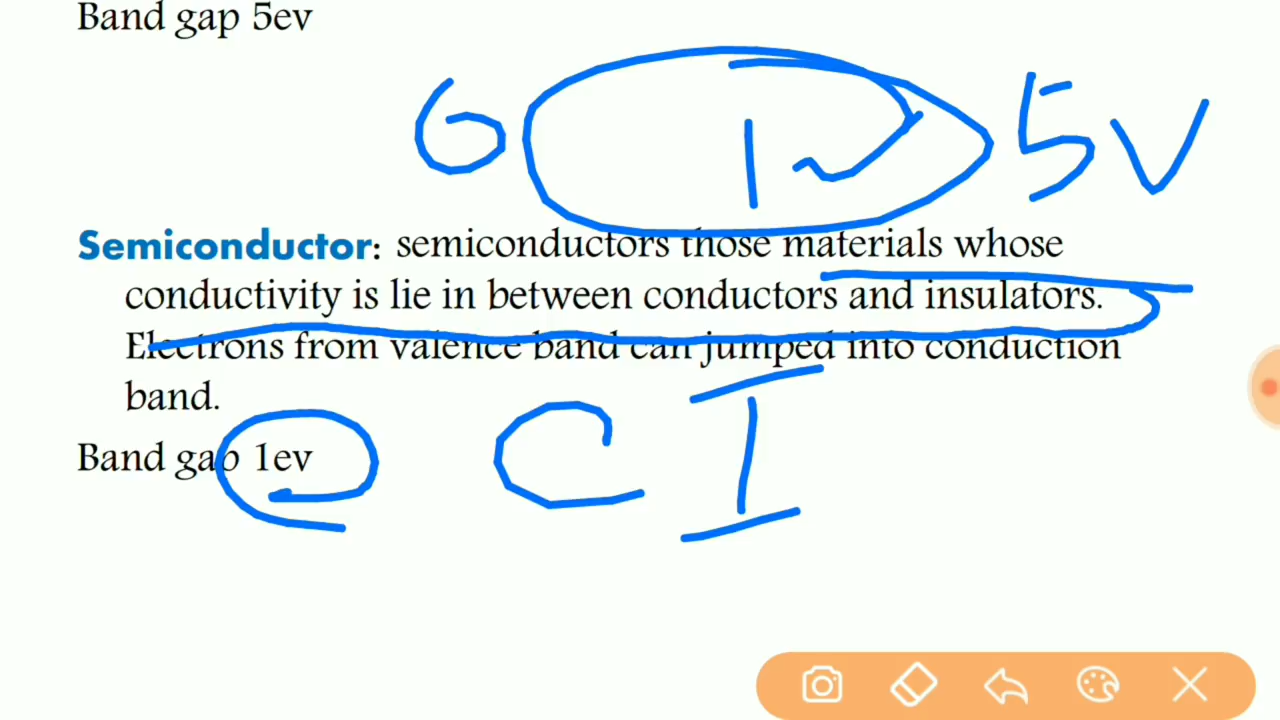 Band gap 5ev
0 1 5V
Semiconductor: semiconductors those materials whose
conductivity is lie in between conductors and insulators.
Electrons from valence band can jumped into conduction
band.
Band gap 1ev
C I